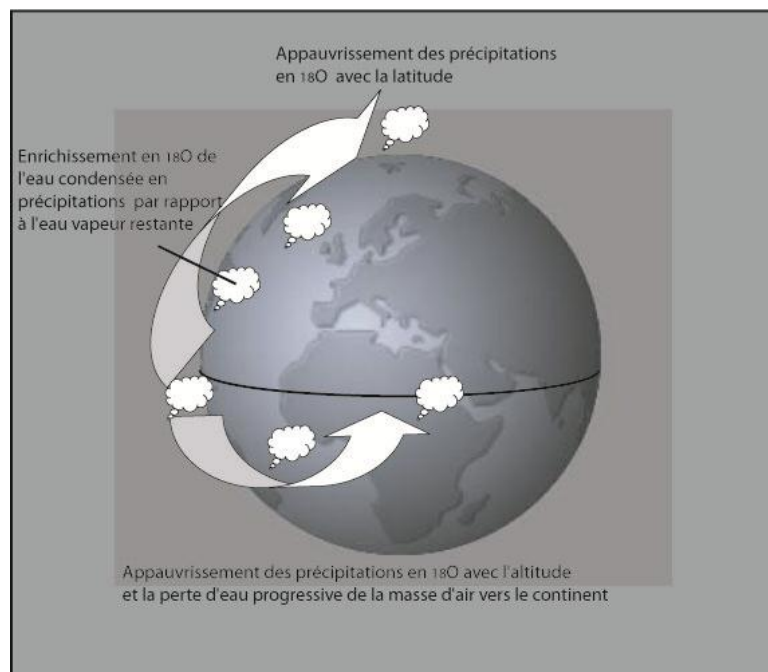 Appauvrissement des précipitations
en 18O avec la latitude
Enrichissement en 18O de
l'eau condensée en
précipitations par rapport
à l'eau vapeur restante
Appauvrissement des précipitations en 18O avec l'altitude
et la perte d'eau progressive de la masse d'air vers le continent